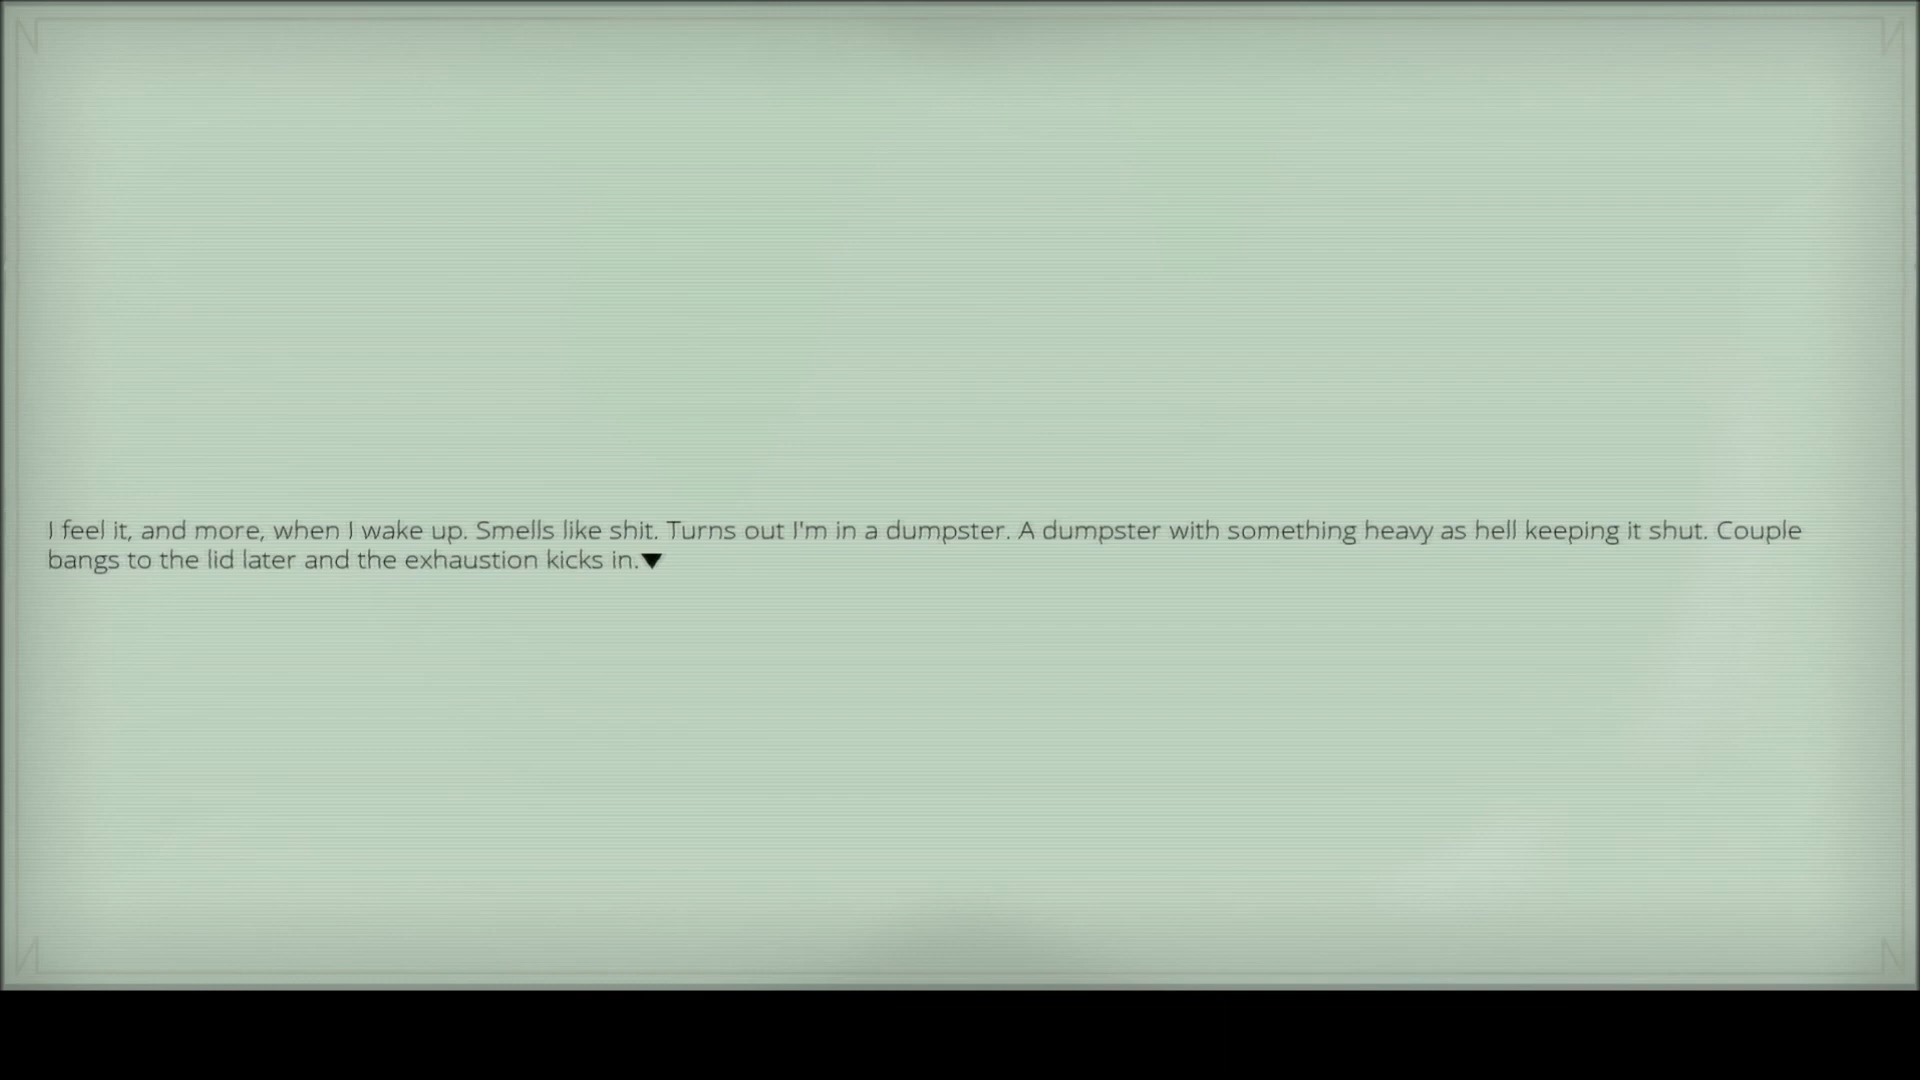 I feel it, and more, when I wake up. Smells like shit. Turns out I'm in a dumpster. A dumpster with something heavy as hell keeping it shut. Couple
bangs to the lid later and the exhaustion kicks in.▼